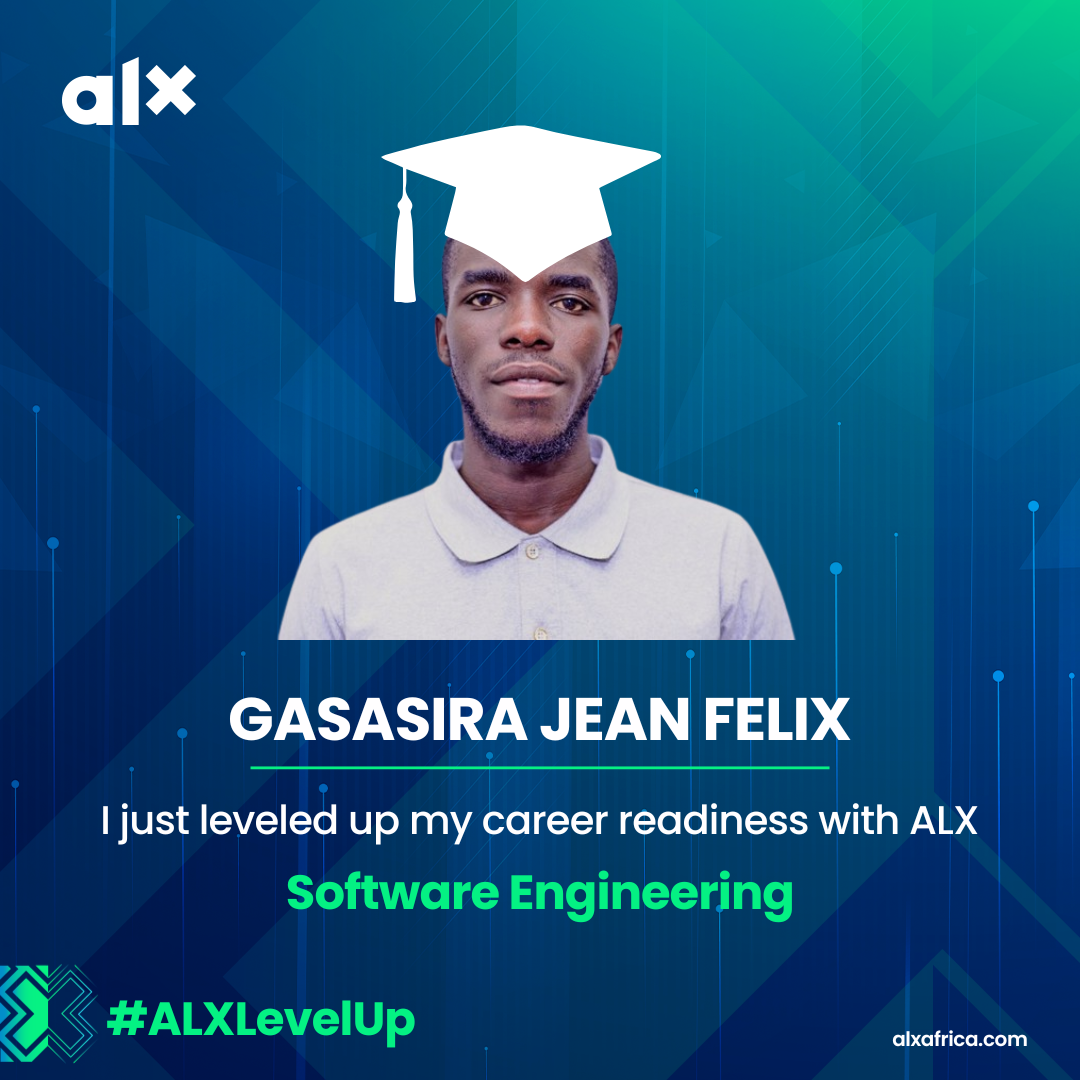 alx
GASASIRA JEAN FELIX
I just leveled up my career readiness with ALX
Software Engineering
#ALXLevelUp
alxafrica.com